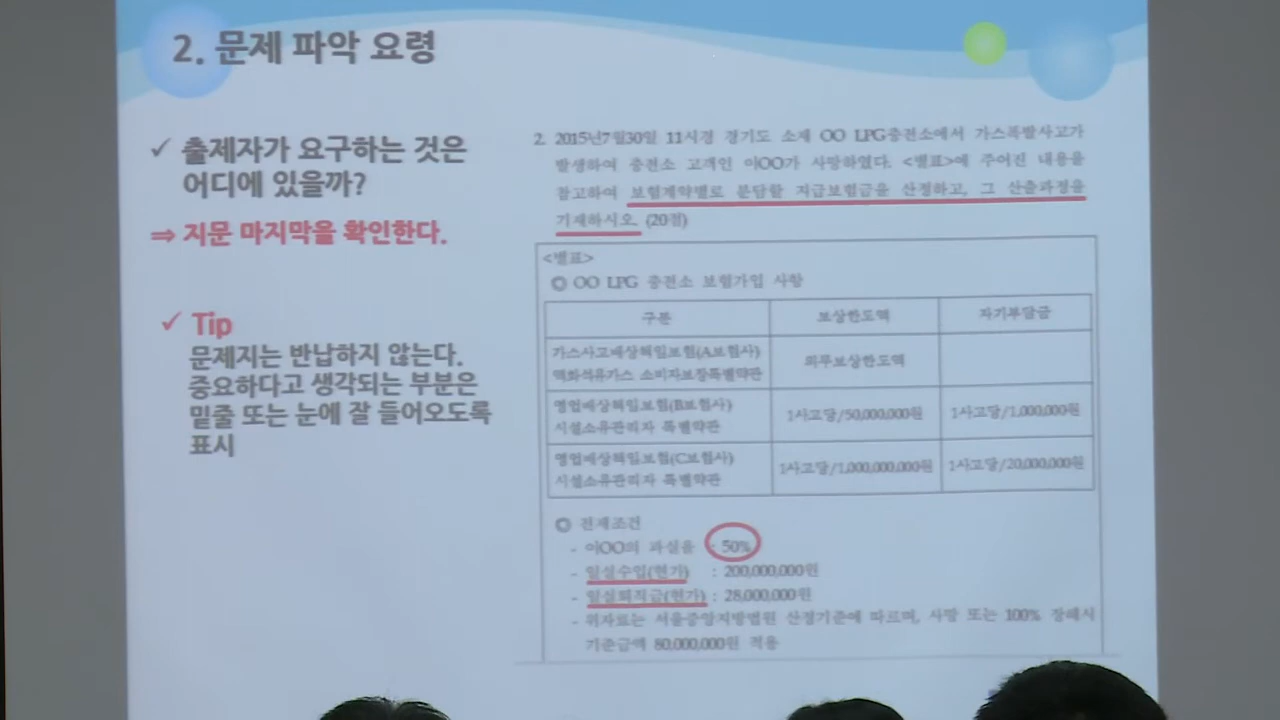 2. 문제 파악 요령
✓ 출제자가 요구하는 것은
어디에 있을까?
⇒ 지문 마지막을 확인한다.
✓ Tip
문제지는 반납하지 않는다.
중요하다고 생각되는 부분은
밑줄 또는 눈에 잘 들어오도록
표시
2. 2015년7월30일 11시경 경기도 소재 OO LPG충전소에서 가스폭발사고가
발생하여 충전소 고객인 이OO가 사망하였다. <별표>에 주어진 내용을
참고하여 보험계약별로 분담할 지급보험금을 산정하고, 그 산출과정을
기재하시오. (20점)
<별표>
◎ OO LPG 충전소 보험가입 사항
구분 보상한도액 자기부담금
가스사고배상책임보험(A보험사)
액화석유가스 소비자보장특별약관
의무보상한도액
영업배상책임보험(B보험사)
시설소유관리자 특별약관
1사고당/50,000,000원 1사고당/1,000,000원
영업배상책임보험(C보험사)
시설소유관리자 특별약관
1사고당/1,000,000,000원 1사고당/20,000,000원
◎ 전제조건
- 이OO의 과실율 : 50%
- 일실수입(현가) : 200,000,000원
- 일실퇴직금(현가) : 28,000,000원
- 위자료는 서울중앙지방법원 산정기준에 따르며, 사망 또는 100% 장해시
기준금액 80,000,000원 적용